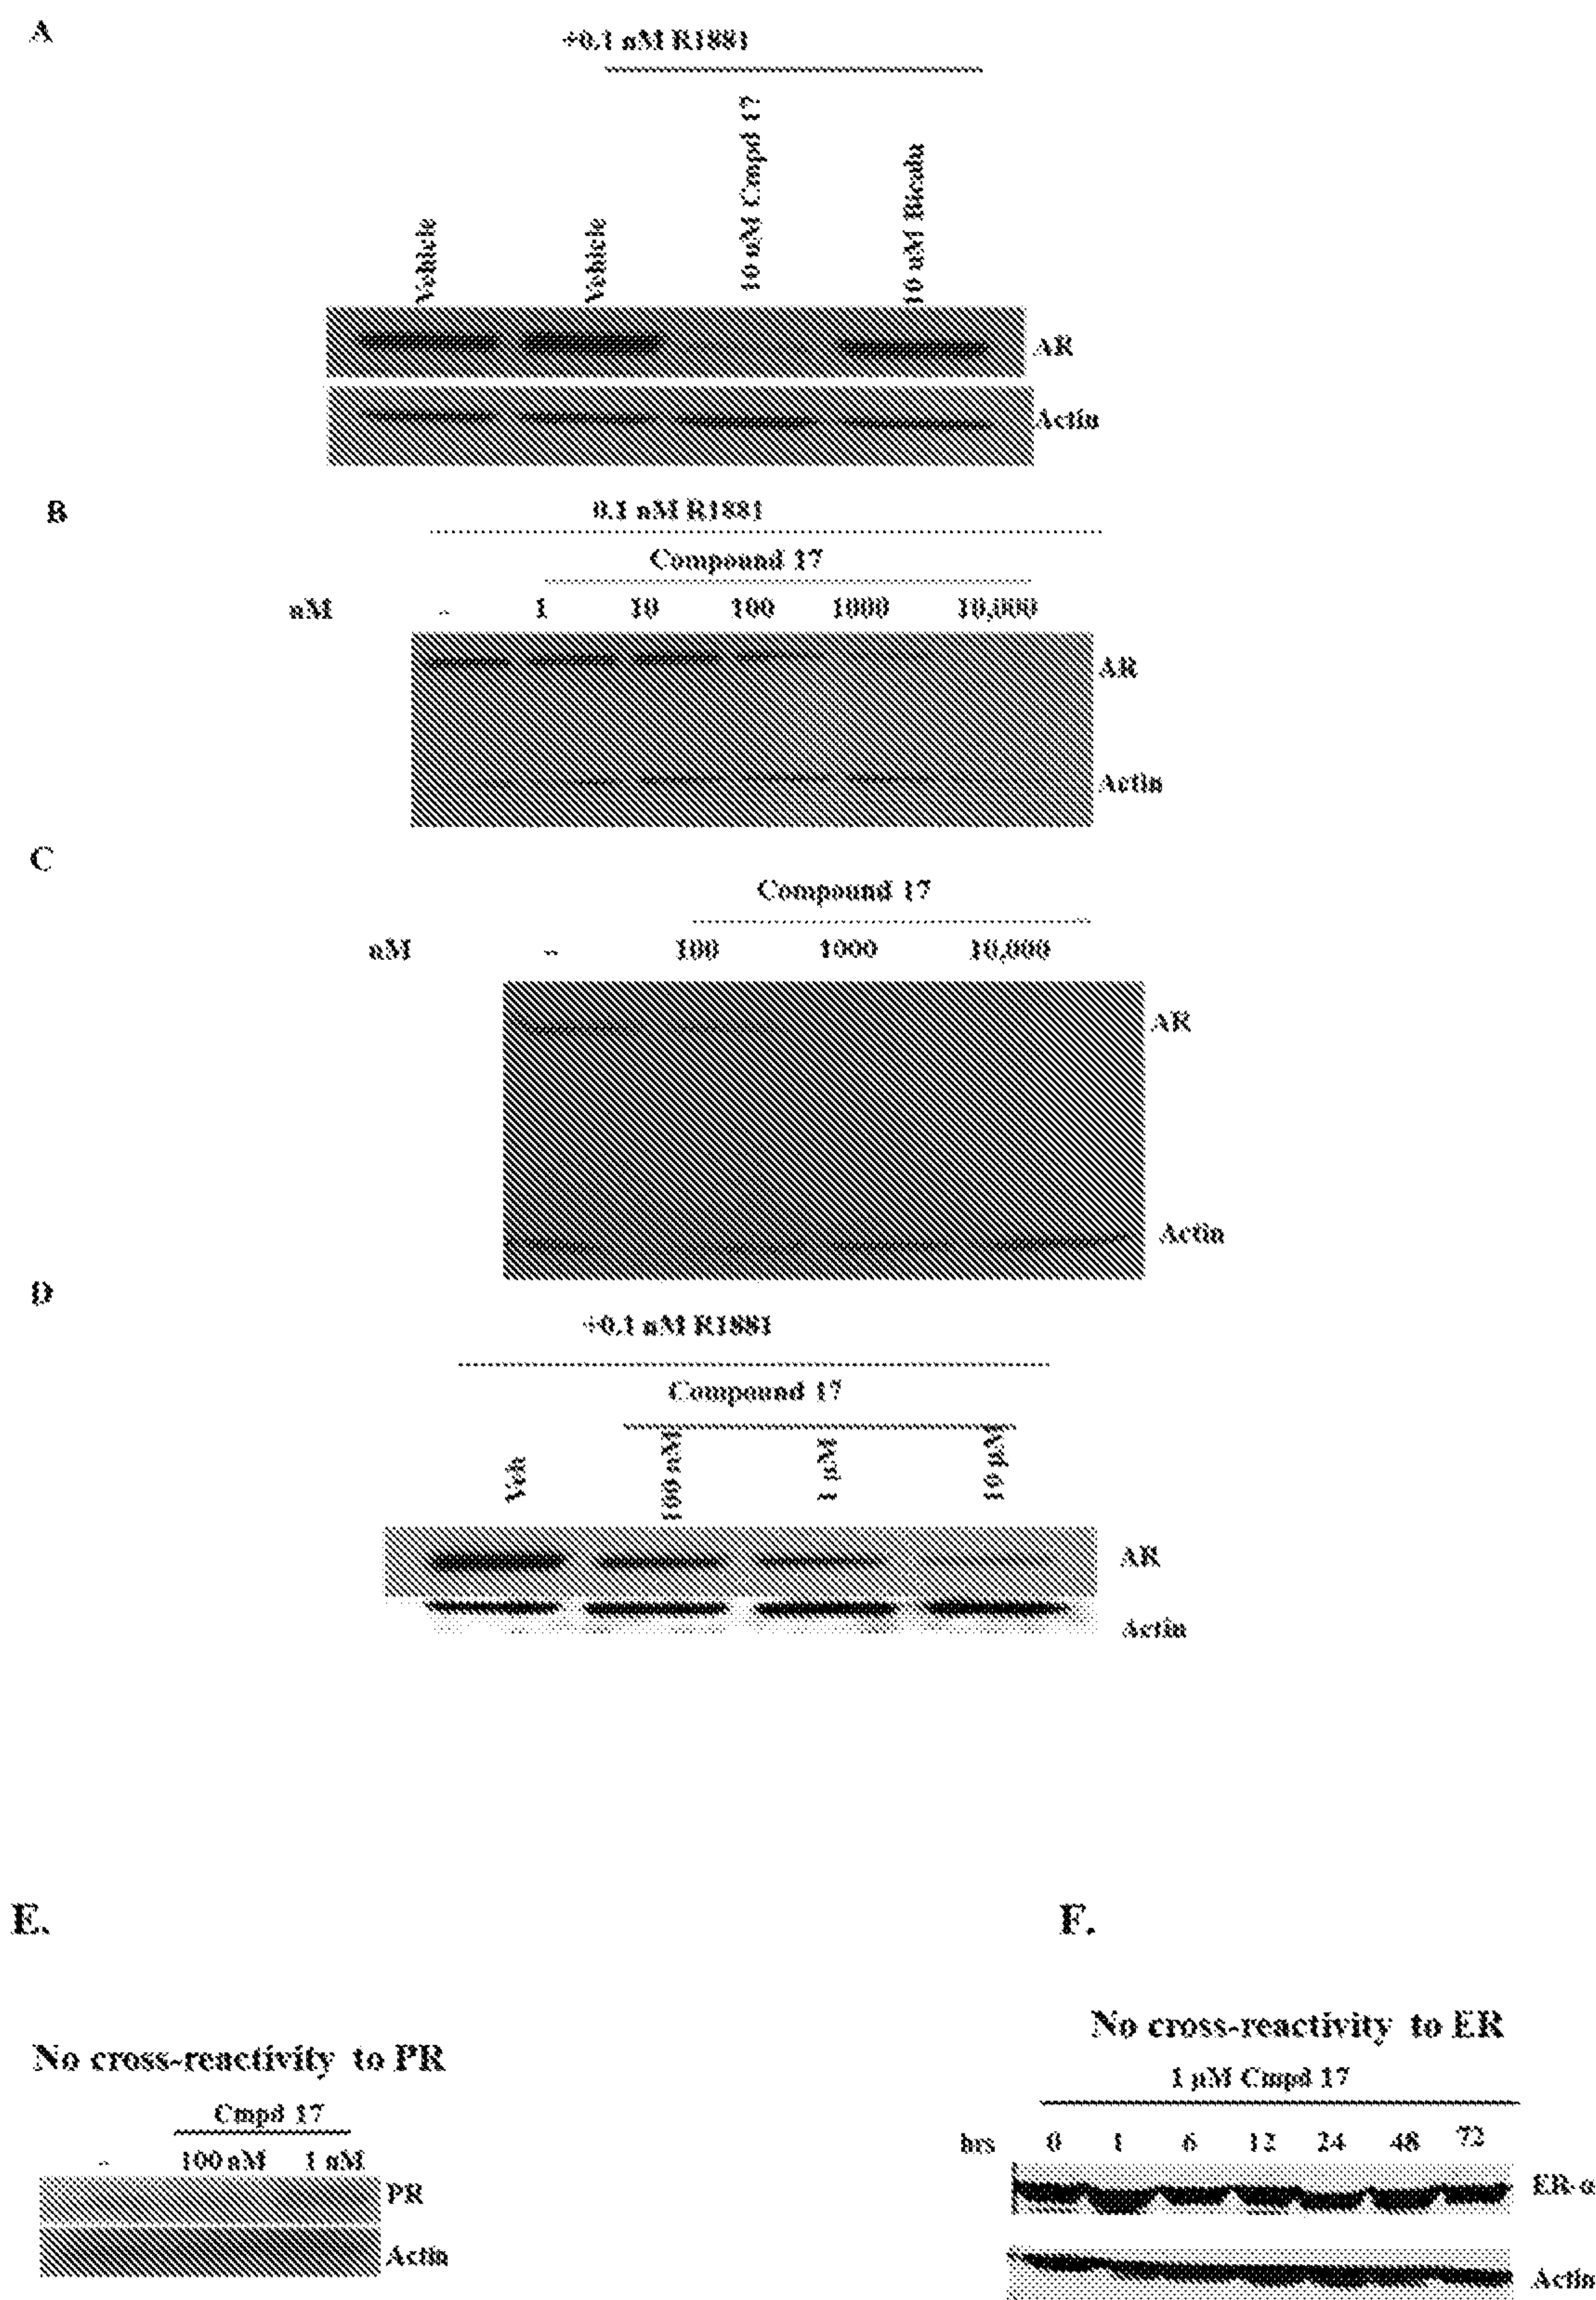 A
+0.1 nM R1881
Vehicle
Vehicle
10 uM Cmpd 17
10 uM Bicalu
AR
Actin
B
0.1 nM R1881
Compound 17
nM - 1 10 100 1000 10,000
AR
Actin
C
Compound 17
nM - 100 1000 10,000
AR
Actin
D
+0.1 nM R1881
Compound 17
Veh
100 nM
1 µM
10 µM
AR
Actin
E.
No cross-reactivity to PR
Cmpd 17
- 100 nM 1 nM
PR
Actin
F.
No cross-reactivity to ER
1 µM Cmpd 17
hrs 0 1 6 12 24 48 72
ER-α
Actin